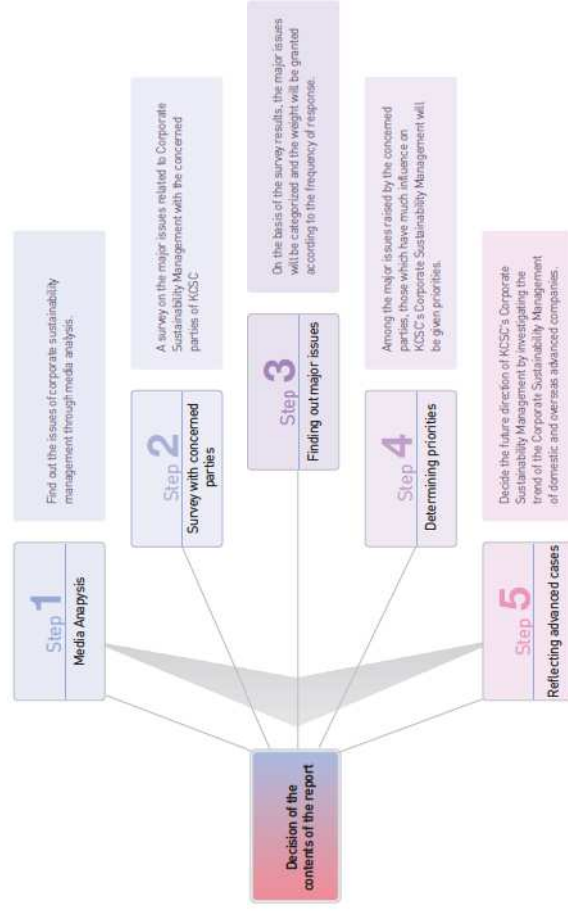 Decision of the
contents of the report
Step 1
Media Anapysis
Find out the issues of corporate sustainability
management through media analysis.
Step 2
Survey with concerned
parties
A survey on the major issues related to Corporate
Sustainability Management with the concerned
parties of KCSC
Step 3
Finding out major issues
On the basis of the survey results, the major issues
will be categorized and the weight will be granted
according to the frequency of response.
Step 4
Determining priorities
Among the major issues raised by the concerned
parties, those which have much influence on
KCSC's Corporate Sustainability Management will
be given priorities.
Step 5
Reflecting advanced cases
Decide the future direction of KCSC's Corporate
Sustainability Management by investigating the
trend of the Corporate Sustainability Management
of domestic and overseas advanced companies.